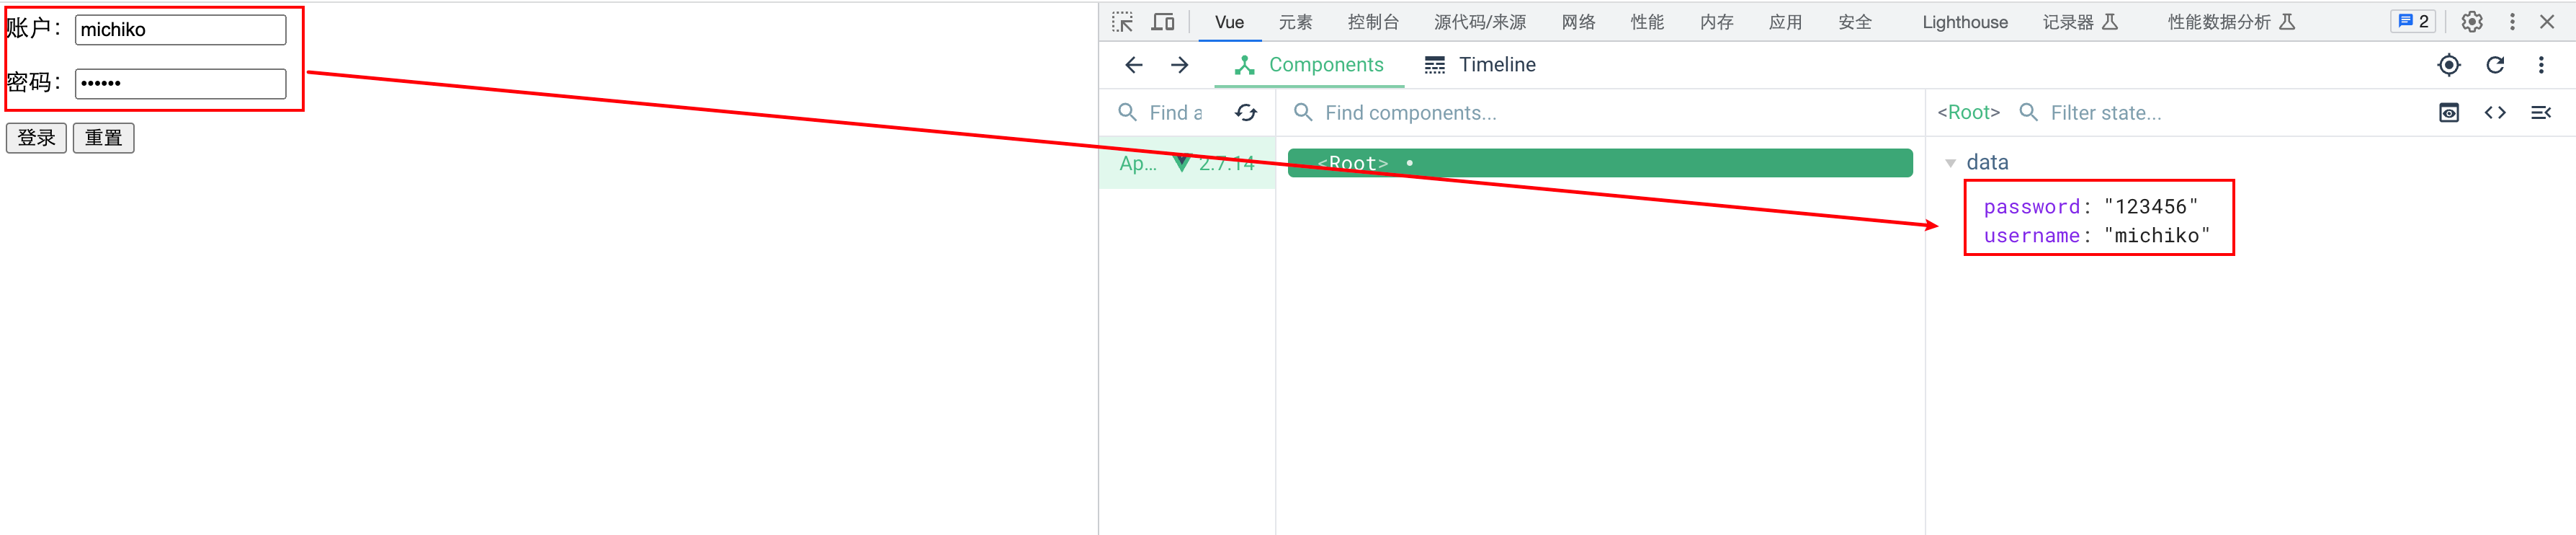 账户： michiko
密码： ••••••
登录 重置
Vue 元素 控制台 源代码/来源 网络 性能 内存 应用 安全 Lighthouse 记录器 性能数据分析 2
Components Timeline
Find a Find components... <Root> Filter state...
Ap... 2.7.14 <Root> data
password: "123456"
username: "michiko"